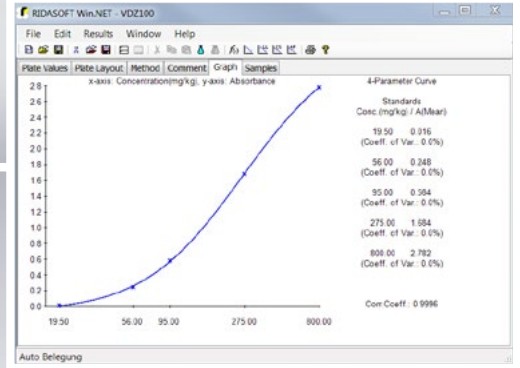 RIDASOFT Win.NET - VDZ100
File Edit Results Window Help
Plate Values Plate Layout Method Comment Graph Samples
x-axis: Concentration(mg/kg), y-axis: Absorbance
4-Parameter Curve
Standards
Conc.(mg/kg) / A(Mean)
19.50 0.016
(Coeff. of Var.: 0.0%)
56.00 0.248
(Coeff. of Var.: 0.0%)
95.00 0.584
(Coeff. of Var.: 0.0%)
275.00 1.684
(Coeff. of Var.: 0.0%)
800.00 2.782
(Coeff. of Var.: 0.0%)
Corr.Coeff.: 0.9996
2.8
2.6
2.4
2.2
2.0
1.8
1.6
1.4
1.2
1.0
0.8
0.6
0.4
0.2
0.0
19.50 56.00 95.00 275.00 800.00
Auto Belegung